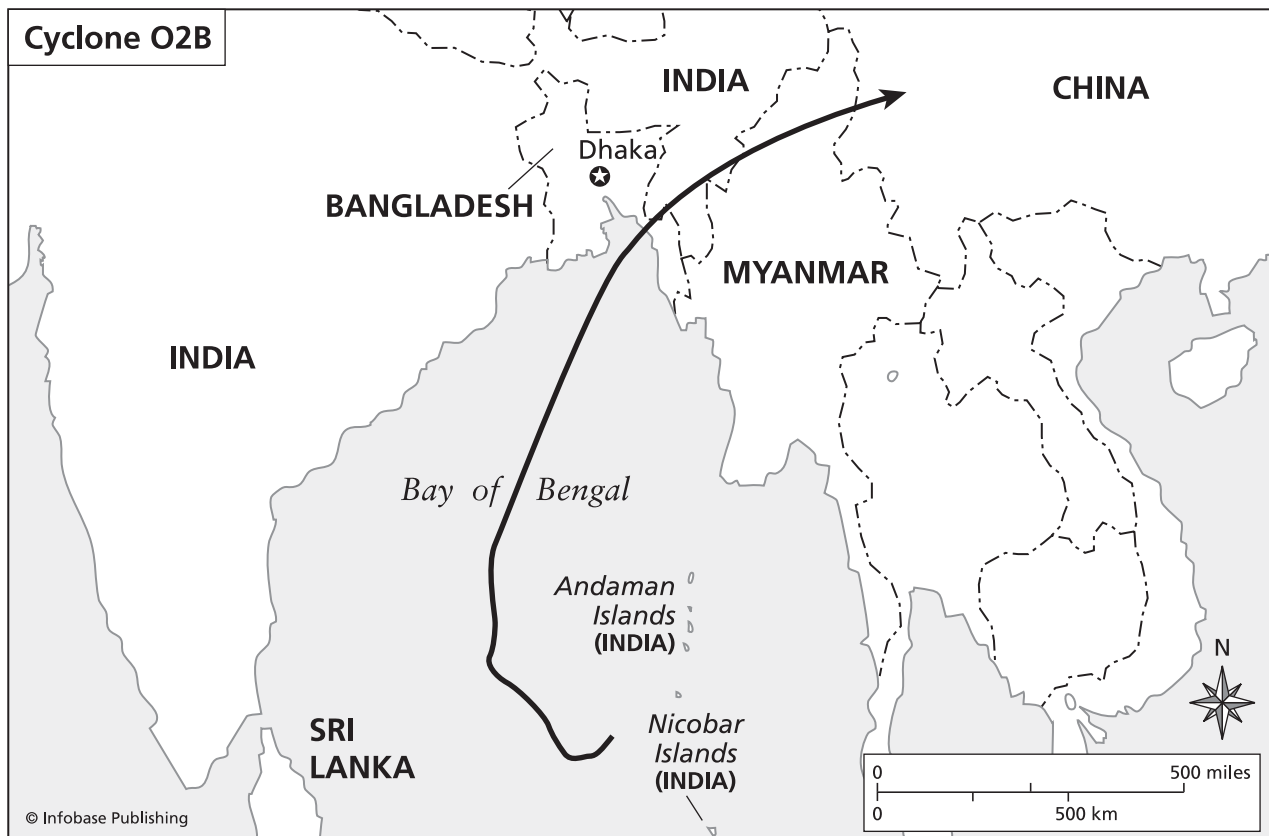 Cyclone O2B
INDIA
CHINA
Dhaka
BANGLADESH
MYANMAR
INDIA
Bay of Bengal
Andaman
Islands
(INDIA)
N
SRI
LANKA
Nicobar
Islands
(INDIA)
0 500 miles
0 500 km
© Infobase Publishing